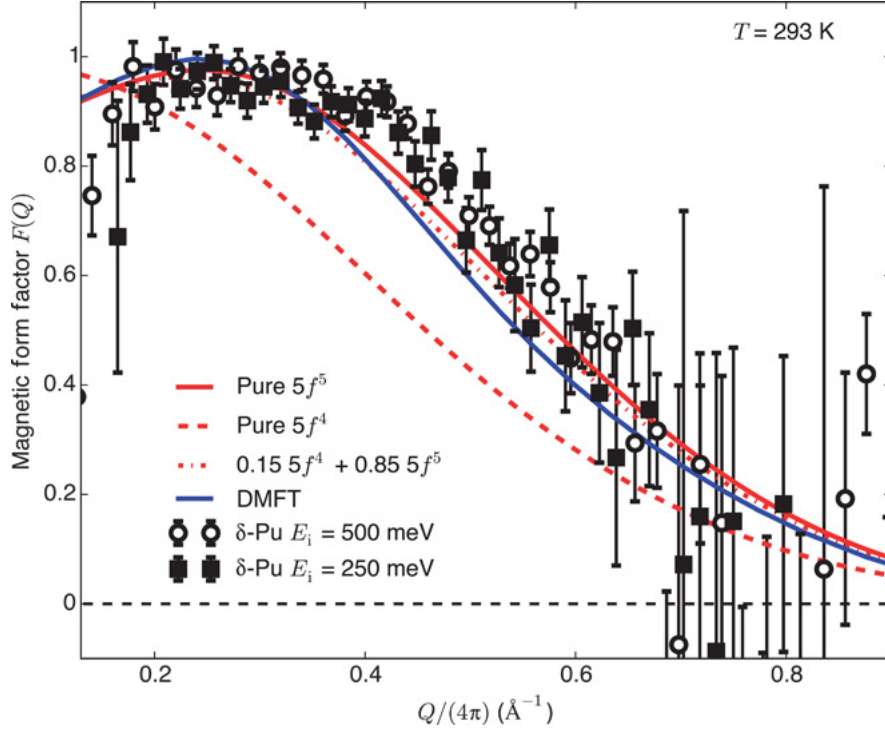 T = 293 K
Magnetic form factor F(Q)
1
0.8
0.6
0.4
0.2
0
Pure 5f⁵
Pure 5f⁴
0.15 5f⁴ + 0.85 5f⁵
DMFT
δ-Pu Eᵢ = 500 meV
δ-Pu Eᵢ = 250 meV
0.2 0.4 0.6 0.8
Q/(4π) (Å⁻¹)